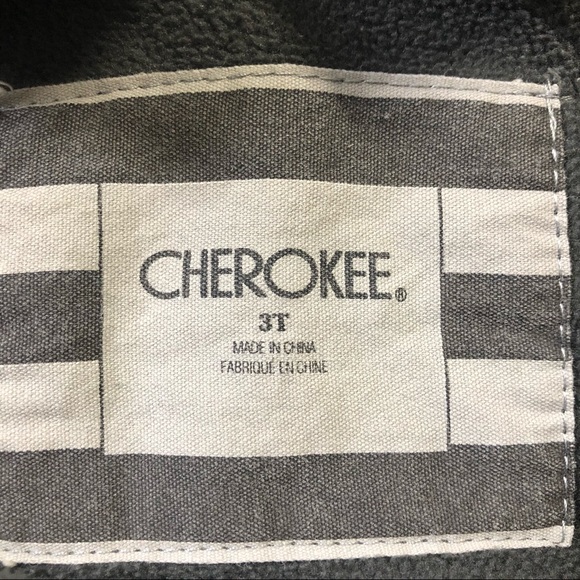 CHEROKEE®
3T
MADE IN CHINA
FABRIQUÉ EN CHINE